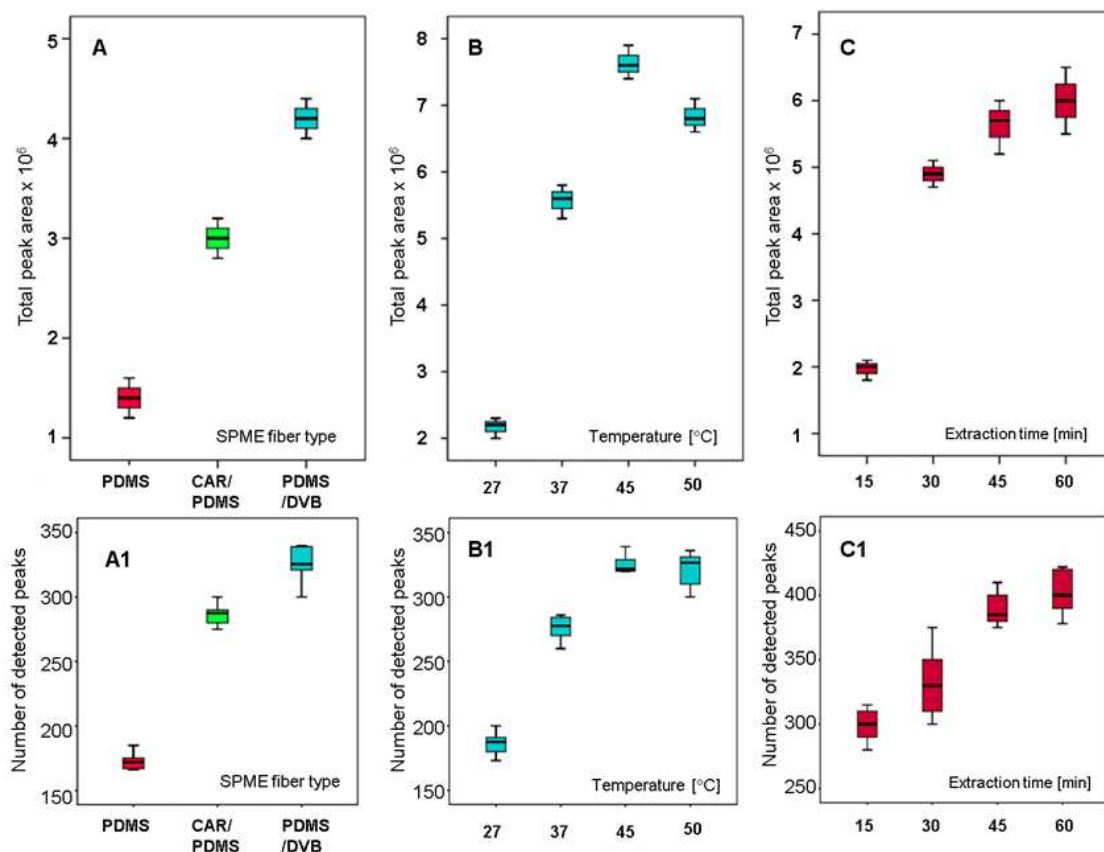 A
Total peak area x 10⁶
5
4
3
2
1
SPME fiber type
PDMS
CAR/
PDMS
PDMS
/DVB
B
Total peak area x 10⁶
8
7
6
5
4
3
2
Temperature [°C]
27 37 45 50
C
Total peak area x 10⁶
7
6
5
4
3
2
1
Extraction time [min]
15 30 45 60
A1
Number of detected peaks
350
300
250
200
150
SPME fiber type
PDMS
CAR/
PDMS
PDMS
/DVB
B1
Number of detected peaks
350
300
250
200
150
Temperature [°C]
27 37 45 50
C1
Number of detected peaks
450
400
350
300
250
Extraction time [min]
15 30 45 60